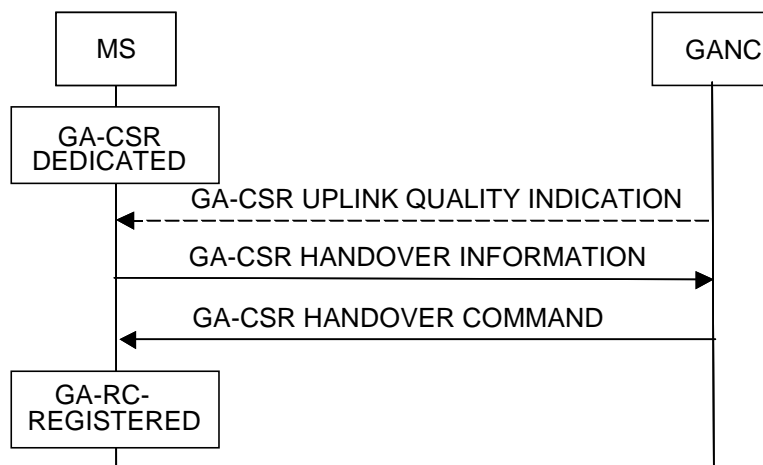 MS
GANC
GA-CSR
DEDICATED
GA-CSR UPLINK QUALITY INDICATION
GA-CSR HANDOVER INFORMATION
GA-CSR HANDOVER COMMAND
GA-RC-
REGISTERED